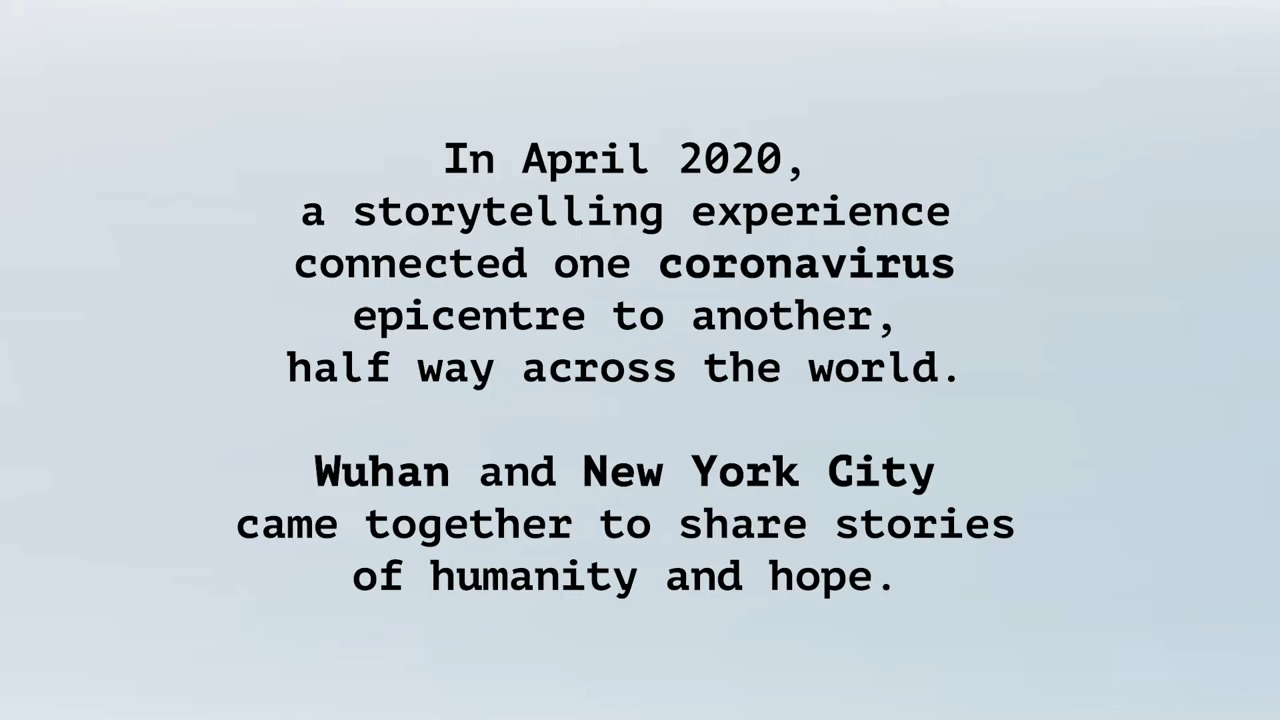 In April 2020,
a storytelling experience
connected one coronavirus
epicentre to another,
half way across the world.
Wuhan and New York City
came together to share stories
of humanity and hope.